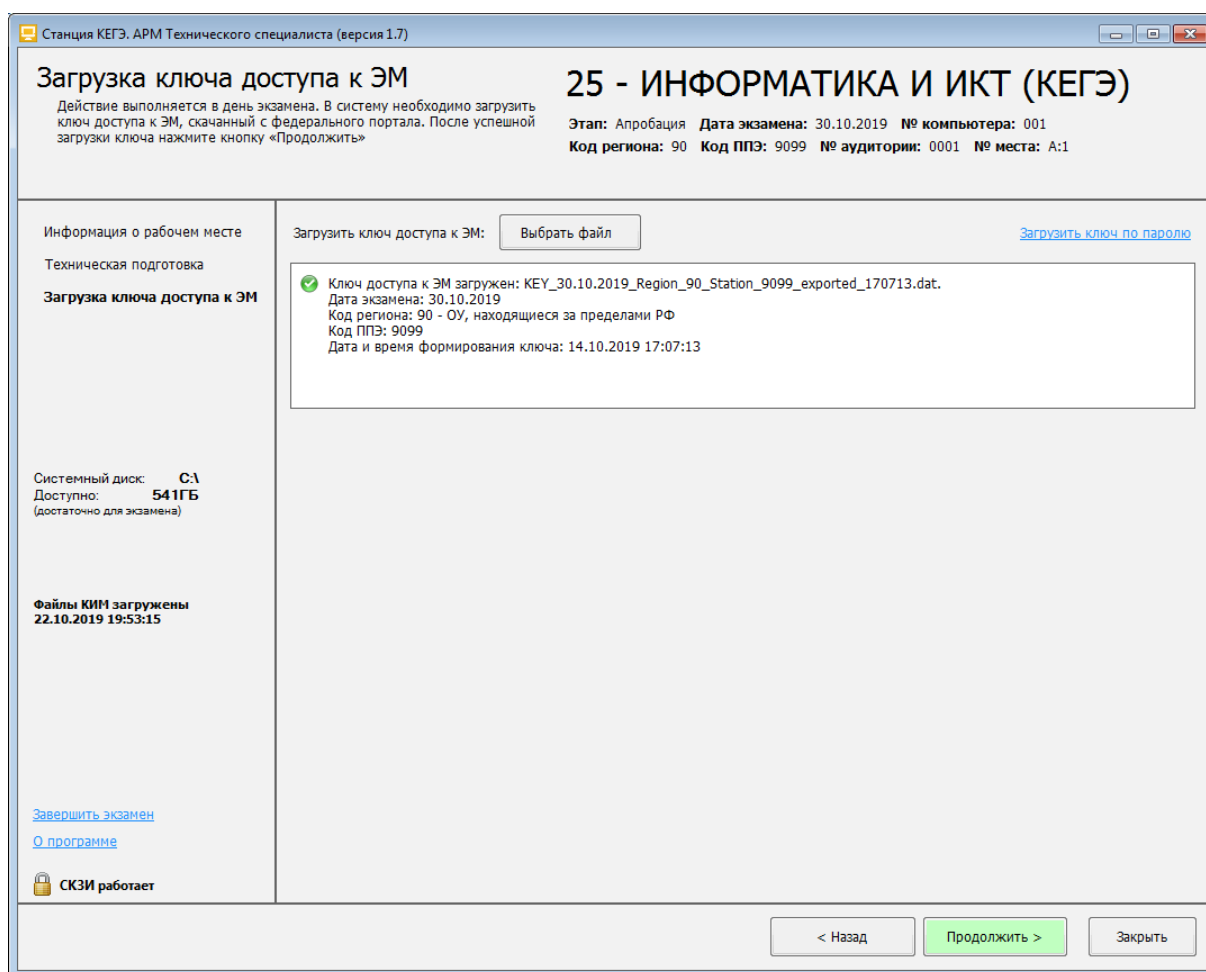 Станция КЕГЭ. АРМ Технического специалиста (версия 1.7)
Загрузка ключа доступа к ЭМ
Действие выполняется в день экзамена. В систему необходимо загрузить
ключ доступа к ЭМ, скачанный с федерального портала. После успешной
загрузки ключа нажмите кнопку «Продолжить»
25 - ИНФОРМАТИКА И ИКТ (КЕГЭ)
Этап: Апробация Дата экзамена: 30.10.2019 № компьютера: 001
Код региона: 90 Код ППЭ: 9099 № аудитории: 0001 № места: А:1
Информация о рабочем месте
Техническая подготовка
Загрузка ключа доступа к ЭМ
Загрузить ключ доступа к ЭМ: Выбрать файл Загрузить ключ по паролю
Ключ доступа к ЭМ загружен: KEY_30.10.2019_Region_90_Station_9099_exported_170713.dat.
Дата экзамена: 30.10.2019
Код региона: 90 - ОУ, находящиеся за пределами РФ
Код ППЭ: 9099
Дата и время формирования ключа: 14.10.2019 17:07:13
Системный диск: C:\
Доступно: 541ГБ
(достаточно для экзамена)
Файлы КИМ загружены
22.10.2019 19:53:15
Завершить экзамен
О программе
СКЗИ работает
< Назад Продолжить > Закрыть